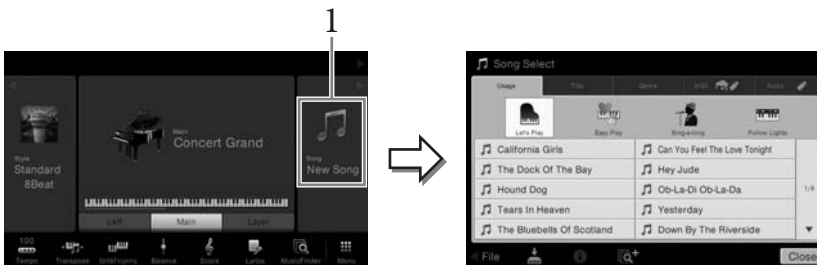 1
Style
Standard
8Beat
Main
Concert Grand
Song
New Song
Left Main Layer
100
Tempo Transpose Split&Fingering Balance Score Lyrics MusicFinder Menu
Song Select
Usage Title Genre MIDI Audio
Let's Play Easy Play Sing-a-long Follow Lights
California Girls Can You Feel The Love Tonight
The Dock Of The Bay Hey Jude
Hound Dog Ob-La-Di Ob-La-Da
Tears In Heaven Yesterday
The Bluebells Of Scotland Down By The Riverside
File Close